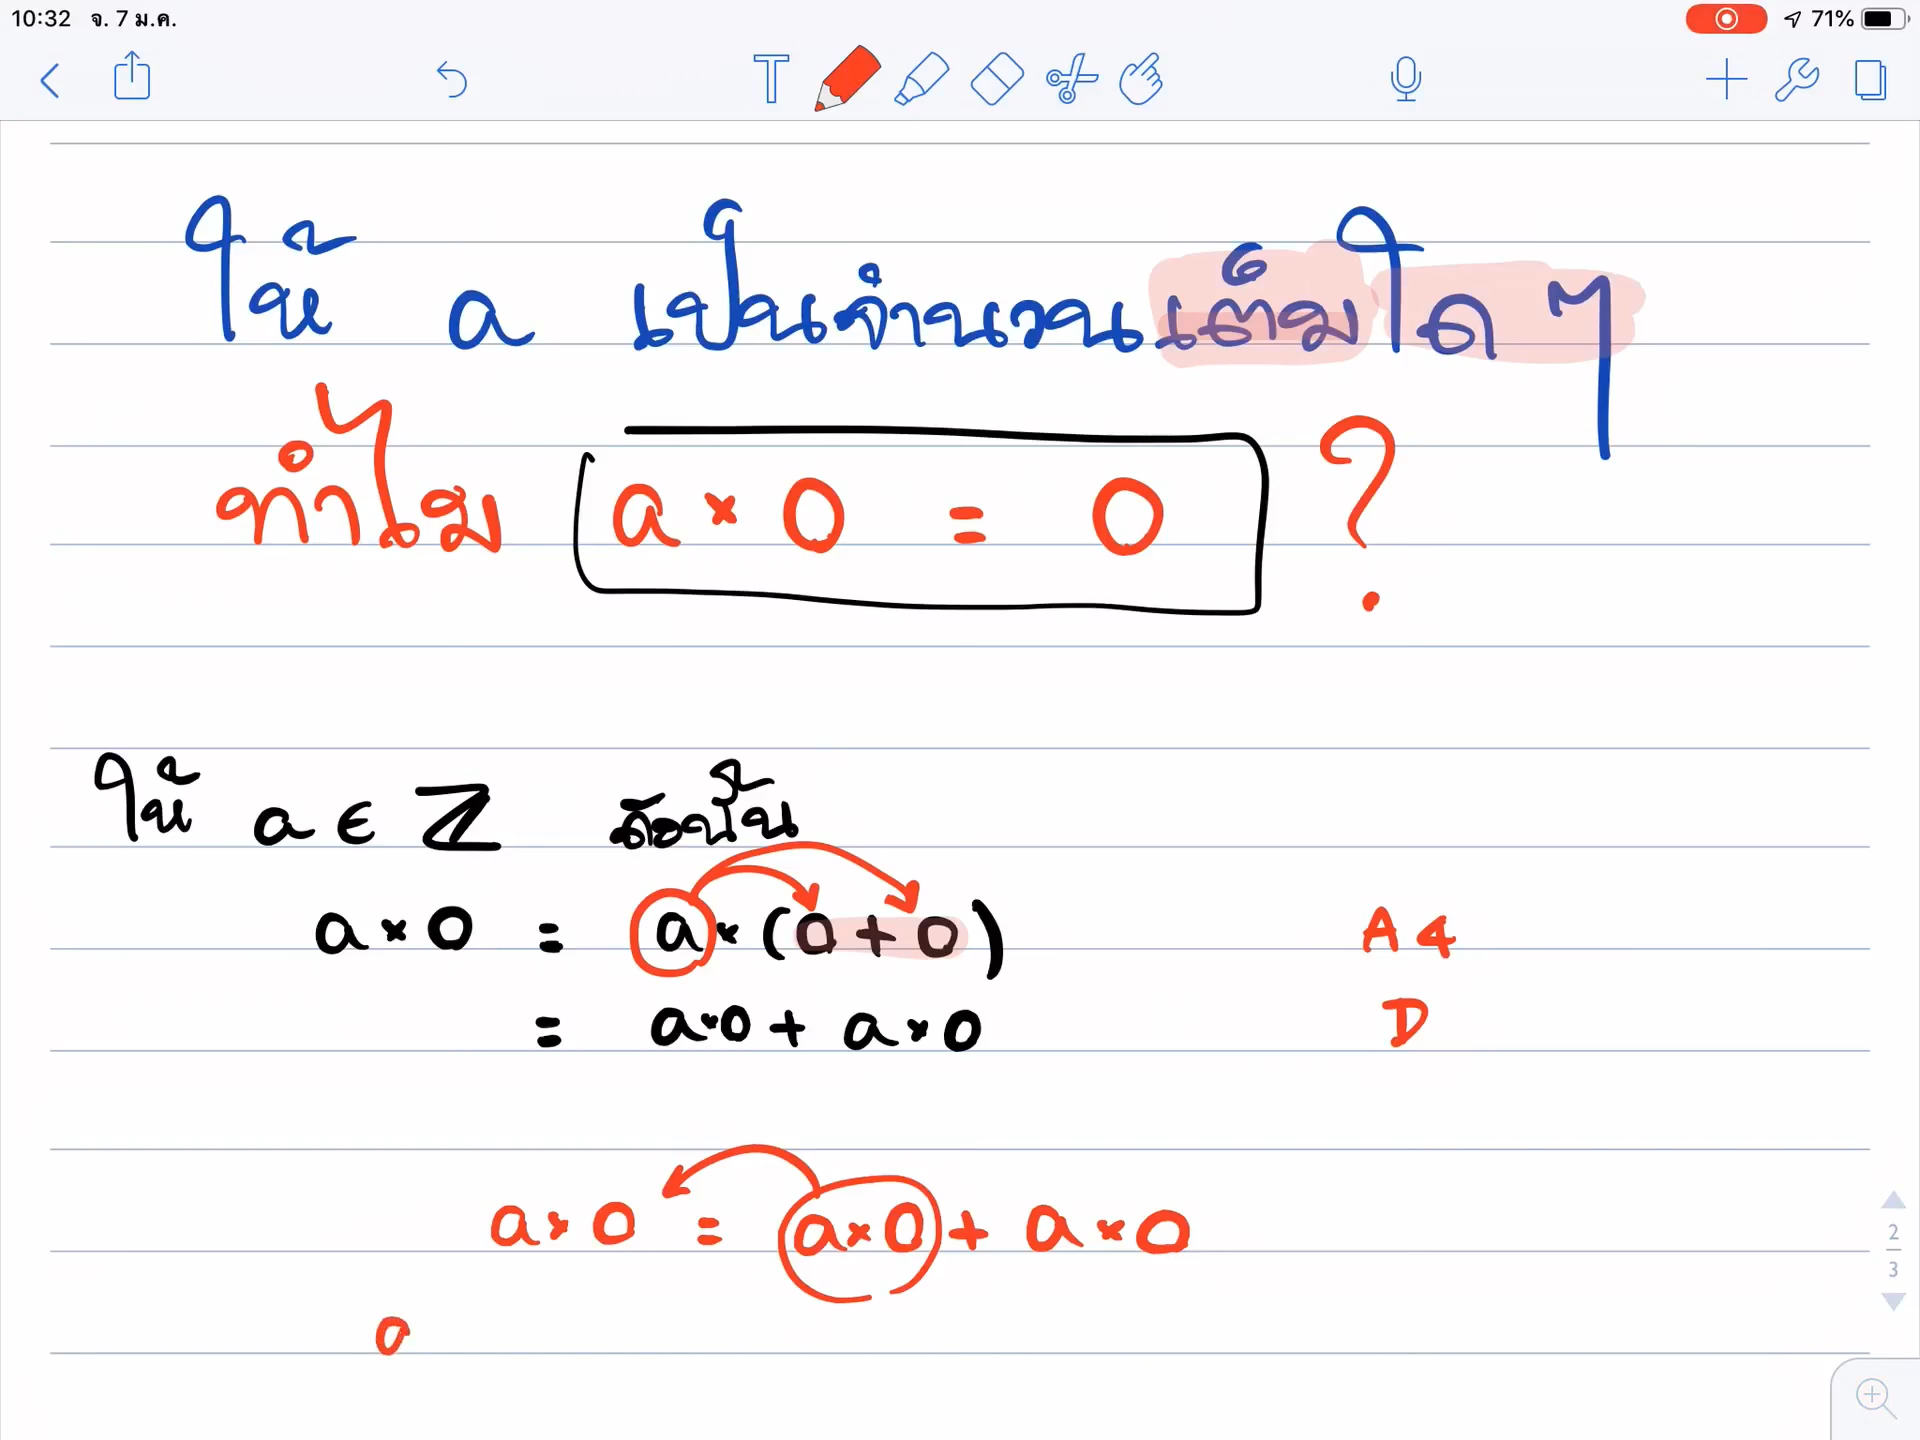 10:32 จ. 7 ม.ค. 71%
T
ให้ a เป็นจำนวนเต็มใด ๆ
ทำไม a × 0 = 0 ?
ให้ a ∈ ℤ ดังนั้น
a × 0 = a × (0 + 0) A4
= a × 0 + a × 0 D
a × 0 = a × 0 + a × 0
2
3
a